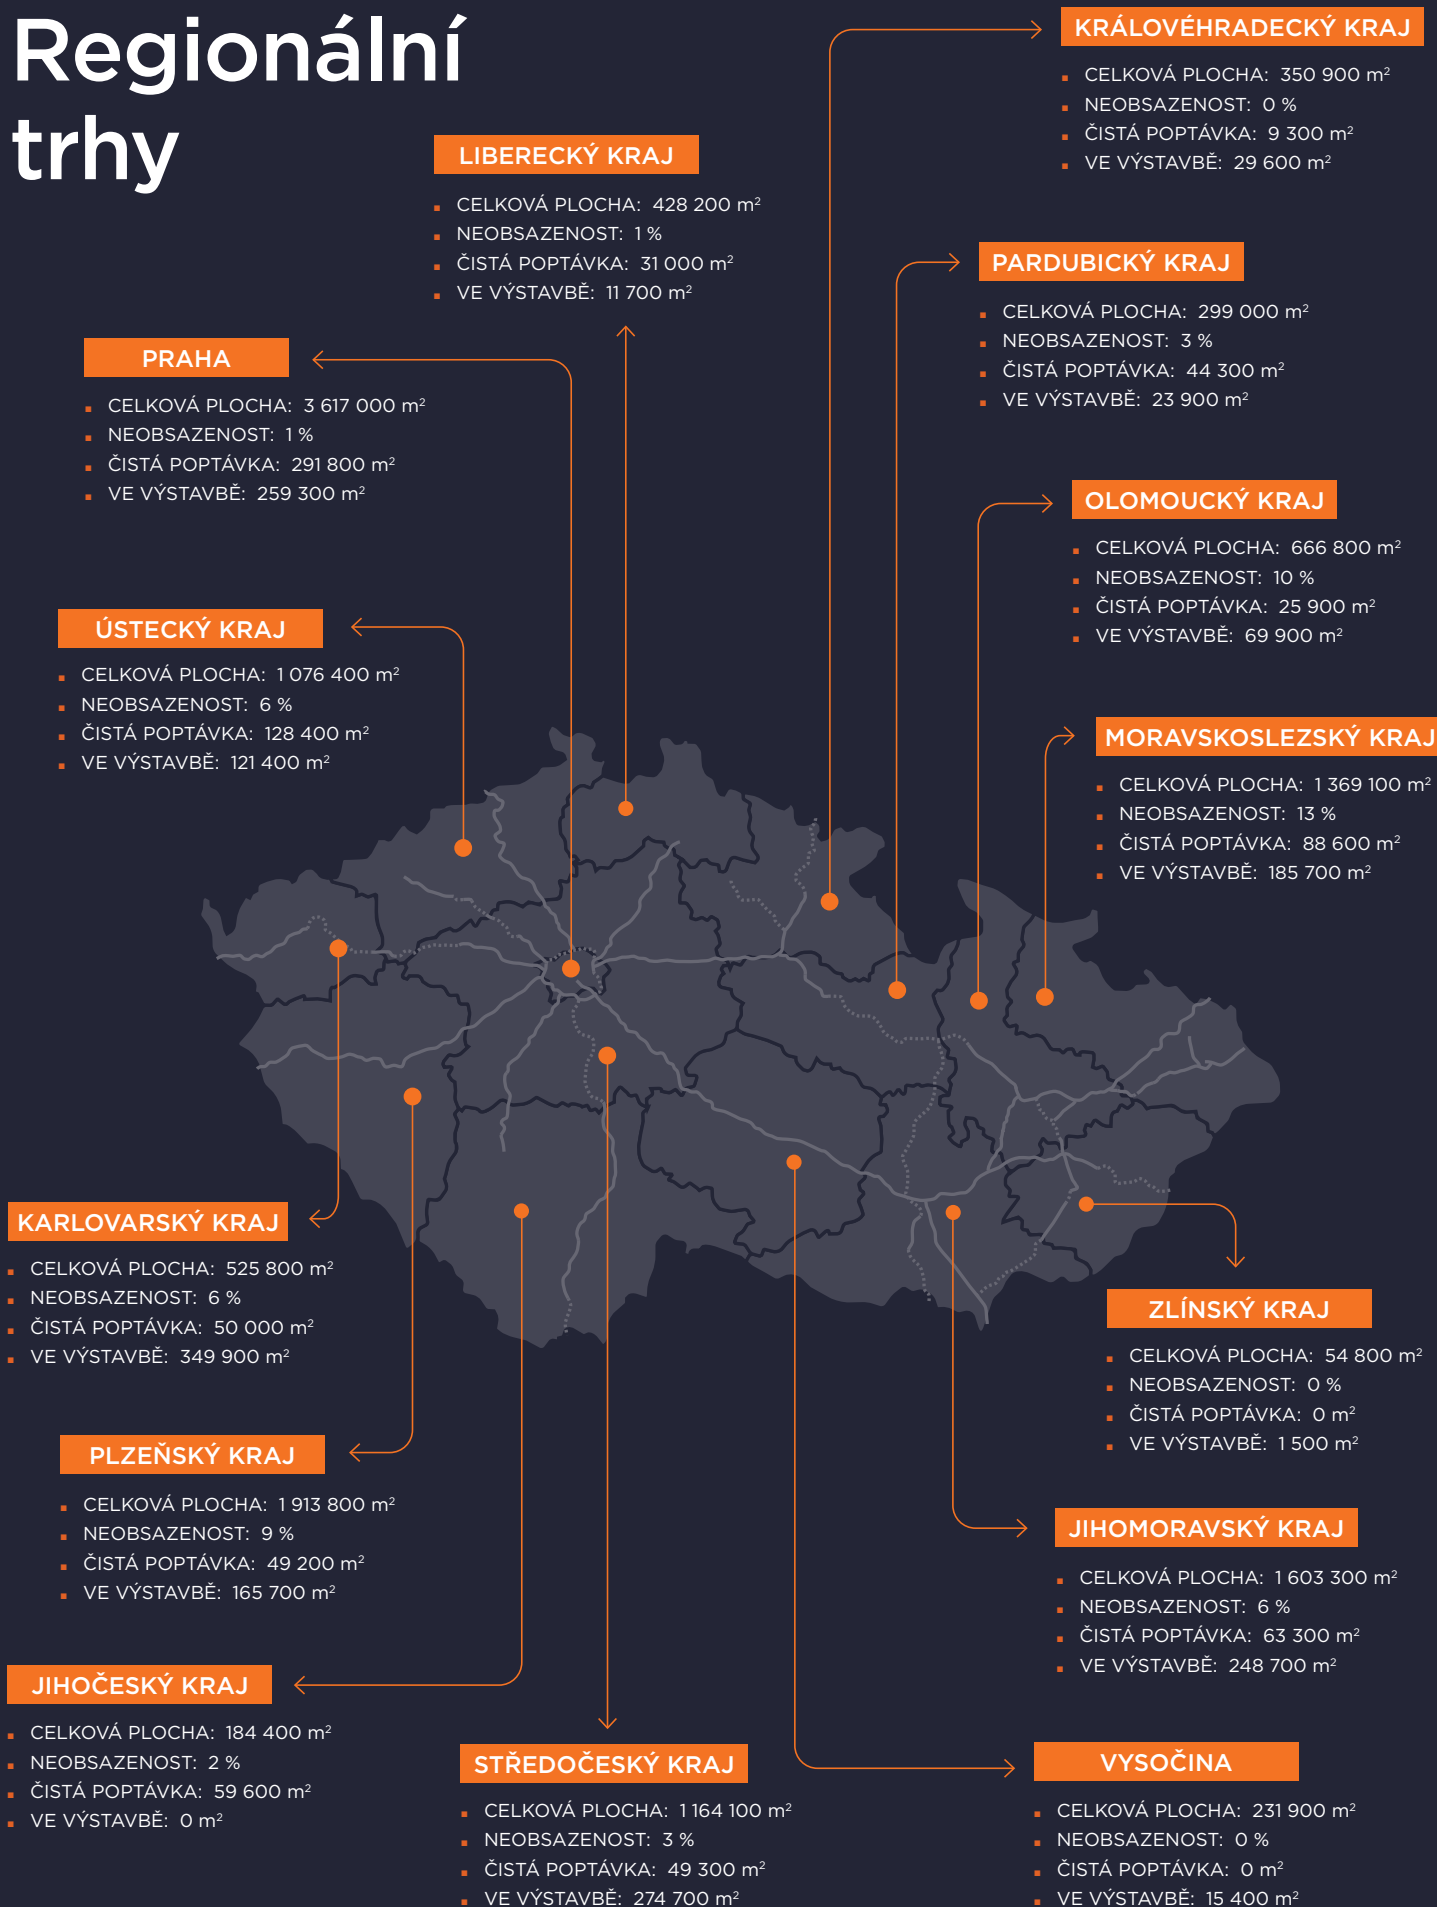 Regionální
trhy
KRÁLOVÉHRADECKÝ KRAJ
CELKOVÁ PLOCHA: 350 900 m²
NEOBSAZENOST: 0 %
ČISTÁ POPTÁVKA: 9 300 m²
VE VÝSTAVBĚ: 29 600 m²
LIBERECKÝ KRAJ
CELKOVÁ PLOCHA: 428 200 m²
NEOBSAZENOST: 1 %
ČISTÁ POPTÁVKA: 31 000 m²
VE VÝSTAVBĚ: 11 700 m²
PARDUBICKÝ KRAJ
CELKOVÁ PLOCHA: 299 000 m²
NEOBSAZENOST: 3 %
ČISTÁ POPTÁVKA: 44 300 m²
VE VÝSTAVBĚ: 23 900 m²
PRAHA
CELKOVÁ PLOCHA: 3 617 000 m²
NEOBSAZENOST: 1 %
ČISTÁ POPTÁVKA: 291 800 m²
VE VÝSTAVBĚ: 259 300 m²
OLOMOUCKÝ KRAJ
CELKOVÁ PLOCHA: 666 800 m²
NEOBSAZENOST: 10 %
ČISTÁ POPTÁVKA: 25 900 m²
VE VÝSTAVBĚ: 69 900 m²
ÚSTECKÝ KRAJ
CELKOVÁ PLOCHA: 1 076 400 m²
NEOBSAZENOST: 6 %
ČISTÁ POPTÁVKA: 128 400 m²
VE VÝSTAVBĚ: 121 400 m²
MORAVSKOSLEZSKÝ KRAJ
CELKOVÁ PLOCHA: 1 369 100 m²
NEOBSAZENOST: 13 %
ČISTÁ POPTÁVKA: 88 600 m²
VE VÝSTAVBĚ: 185 700 m²
KARLOVARSKÝ KRAJ
CELKOVÁ PLOCHA: 525 800 m²
NEOBSAZENOST: 6 %
ČISTÁ POPTÁVKA: 50 000 m²
VE VÝSTAVBĚ: 349 900 m²
ZLÍNSKÝ KRAJ
CELKOVÁ PLOCHA: 54 800 m²
NEOBSAZENOST: 0 %
ČISTÁ POPTÁVKA: 0 m²
VE VÝSTAVBĚ: 1 500 m²
PLZEŇSKÝ KRAJ
CELKOVÁ PLOCHA: 1 913 800 m²
NEOBSAZENOST: 9 %
ČISTÁ POPTÁVKA: 49 200 m²
VE VÝSTAVBĚ: 165 700 m²
JIHOMORAVSKÝ KRAJ
CELKOVÁ PLOCHA: 1 603 300 m²
NEOBSAZENOST: 6 %
ČISTÁ POPTÁVKA: 63 300 m²
VE VÝSTAVBĚ: 248 700 m²
JIHOČESKÝ KRAJ
CELKOVÁ PLOCHA: 184 400 m²
NEOBSAZENOST: 2 %
ČISTÁ POPTÁVKA: 59 600 m²
VE VÝSTAVBĚ: 0 m²
STŘEDOČESKÝ KRAJ
CELKOVÁ PLOCHA: 1 164 100 m²
NEOBSAZENOST: 3 %
ČISTÁ POPTÁVKA: 49 300 m²
VE VÝSTAVBĚ: 274 700 m²
VYSOČINA
CELKOVÁ PLOCHA: 231 900 m²
NEOBSAZENOST: 0 %
ČISTÁ POPTÁVKA: 0 m²
VE VÝSTAVBĚ: 15 400 m²